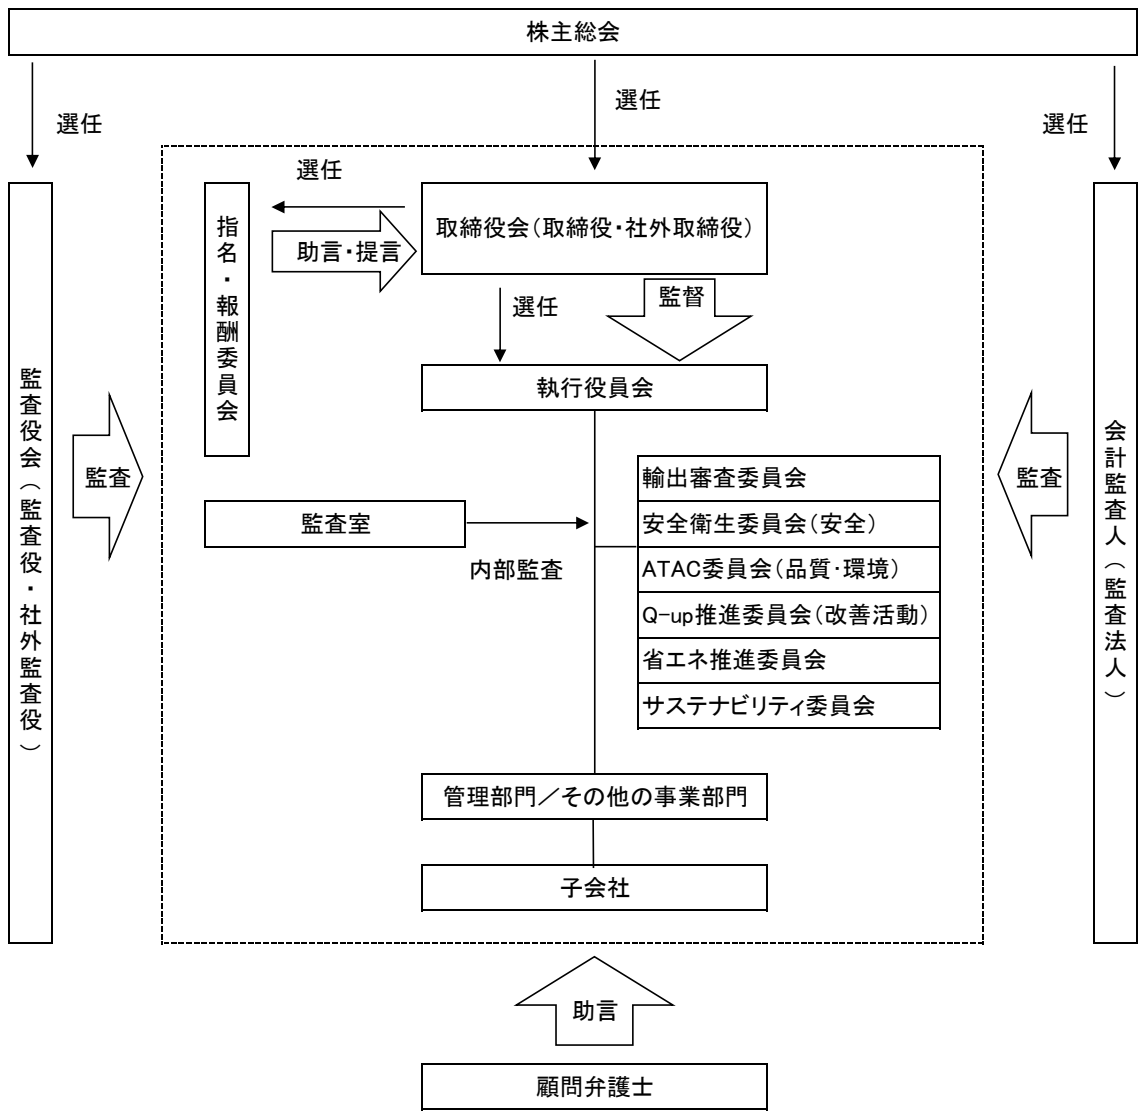 株主総会
選任
選任
選任
選任
指名・報酬委員会
取締役会（取締役・社外取締役）
助言・提言
選任
監督
執行役員会
監査役会（監査役・社外監査役）
監査
会計監査人（監査法人）
監査
輸出審査委員会
監査室
安全衛生委員会（安全）
内部監査
ATAC委員会（品質・環境）
Q-up推進委員会（改善活動）
省エネ推進委員会
サステナビリティ委員会
管理部門／その他の事業部門
子会社
助言
顧問弁護士